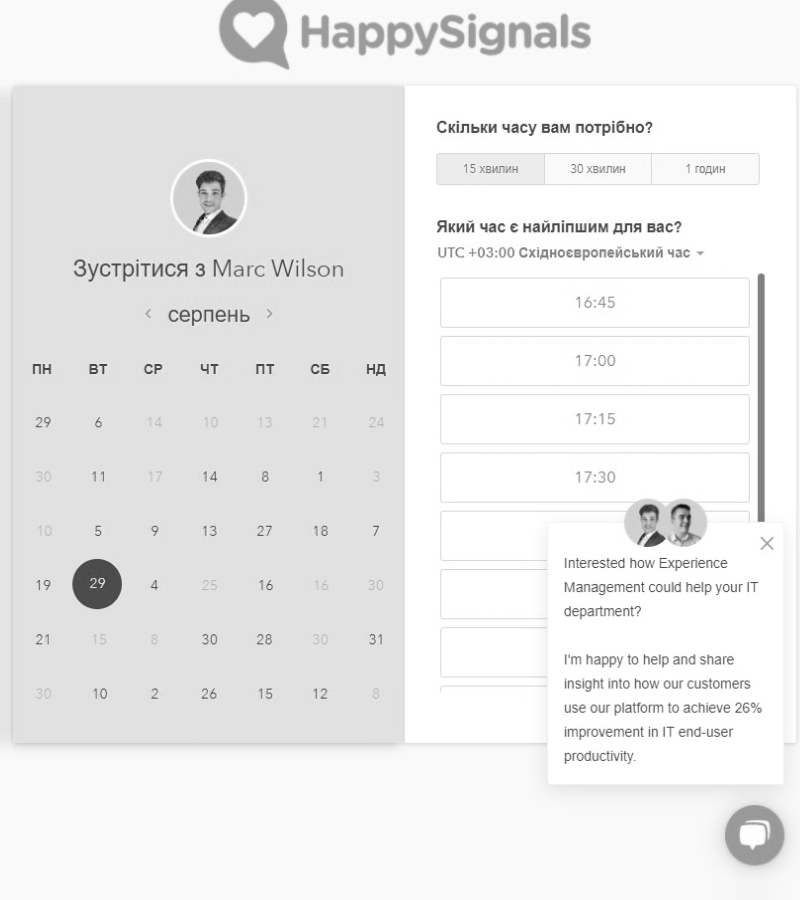 HappySignals
Зустрітися з Marc Wilson
серпень
ПН ВТ СР ЧТ ПТ СБ НД
29 6 14 10 13 21 24
30 11 17 14 8 1 3
10 5 9 13 27 18 7
19 29 4 25 16 16 30
21 15 8 30 28 30 31
30 10 2 26 15 12 8
Скільки часу вам потрібно?
15 хвилин 30 хвилин 1 годин
Який час є найліпшим для вас?
UTC +03:00 Східноєвропейський час
16:45
17:00
17:15
17:30
Interested how Experience
Management could help your IT
department?
I'm happy to help and share
insight into how our customers
use our platform to achieve 26%
improvement in IT end-user
productivity.